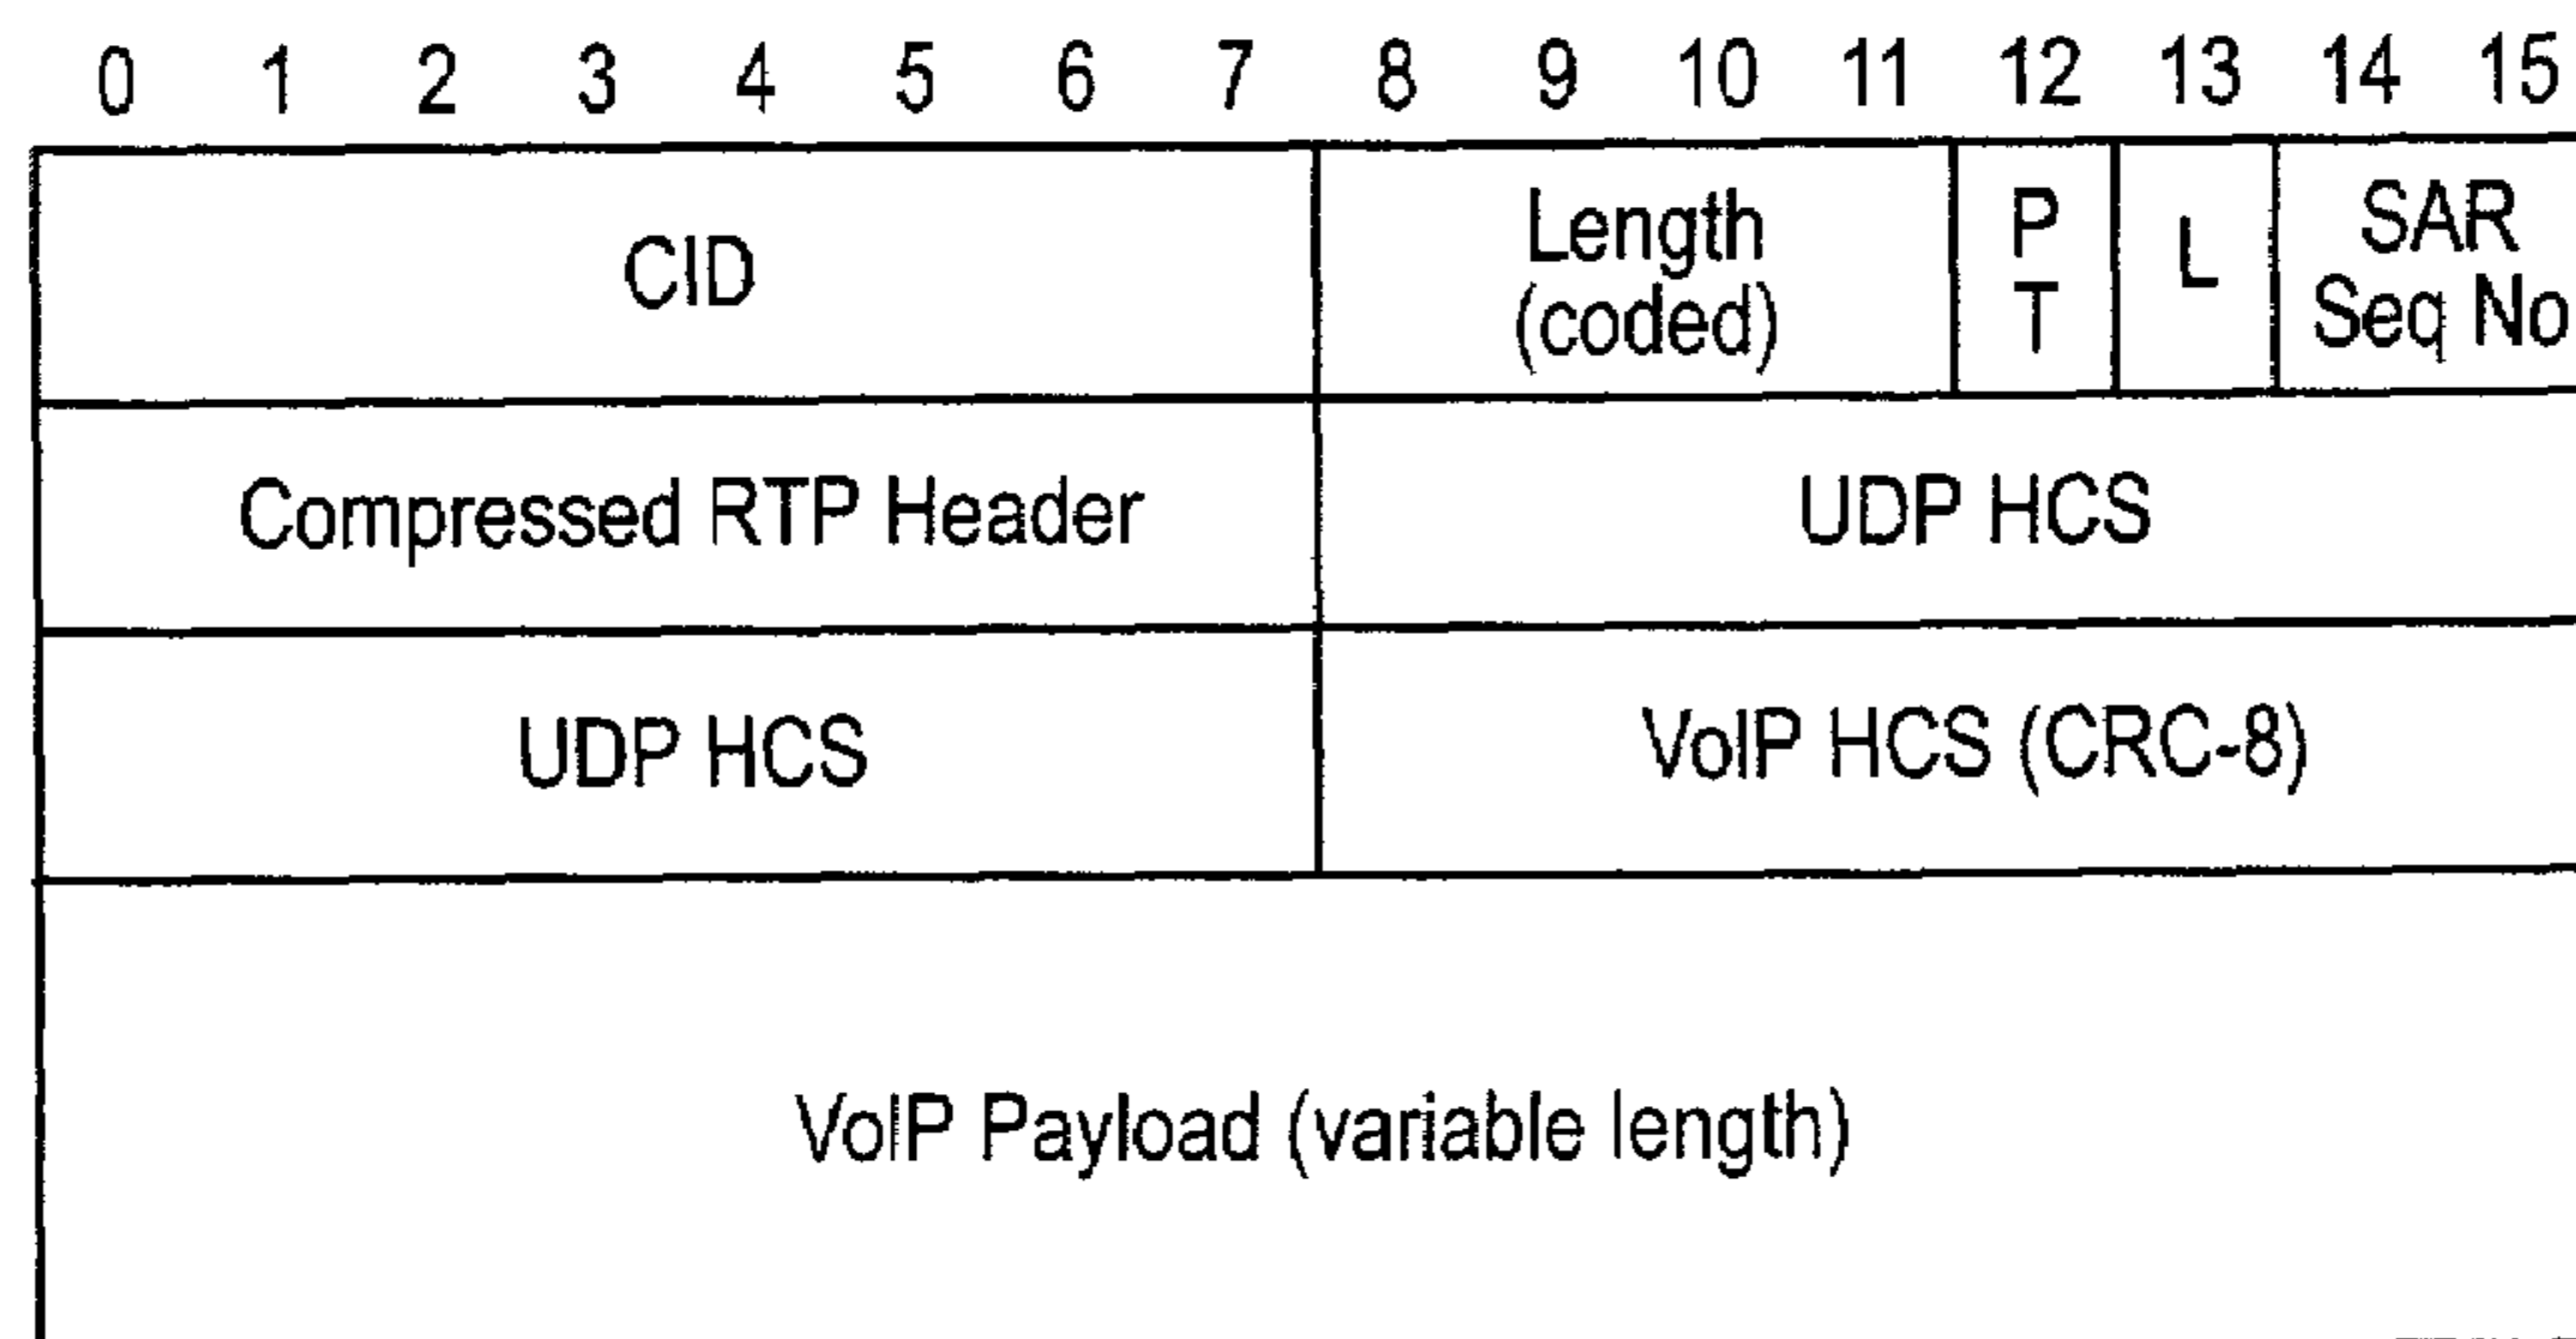 0 1 2 3 4 5 6 7 8 9 10 11 12 13 14 15
CID
Length
(coded)
P
T
L
SAR
Seq No
Compressed RTP Header
UDP HCS
UDP HCS
VoIP HCS (CRC-8)
VoIP Payload (variable length)